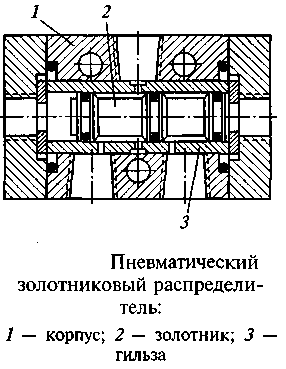 1
2
3
Пневматический
золотниковый распредели-
тель:
1 — корпус; 2 — золотник; 3 —
гильза